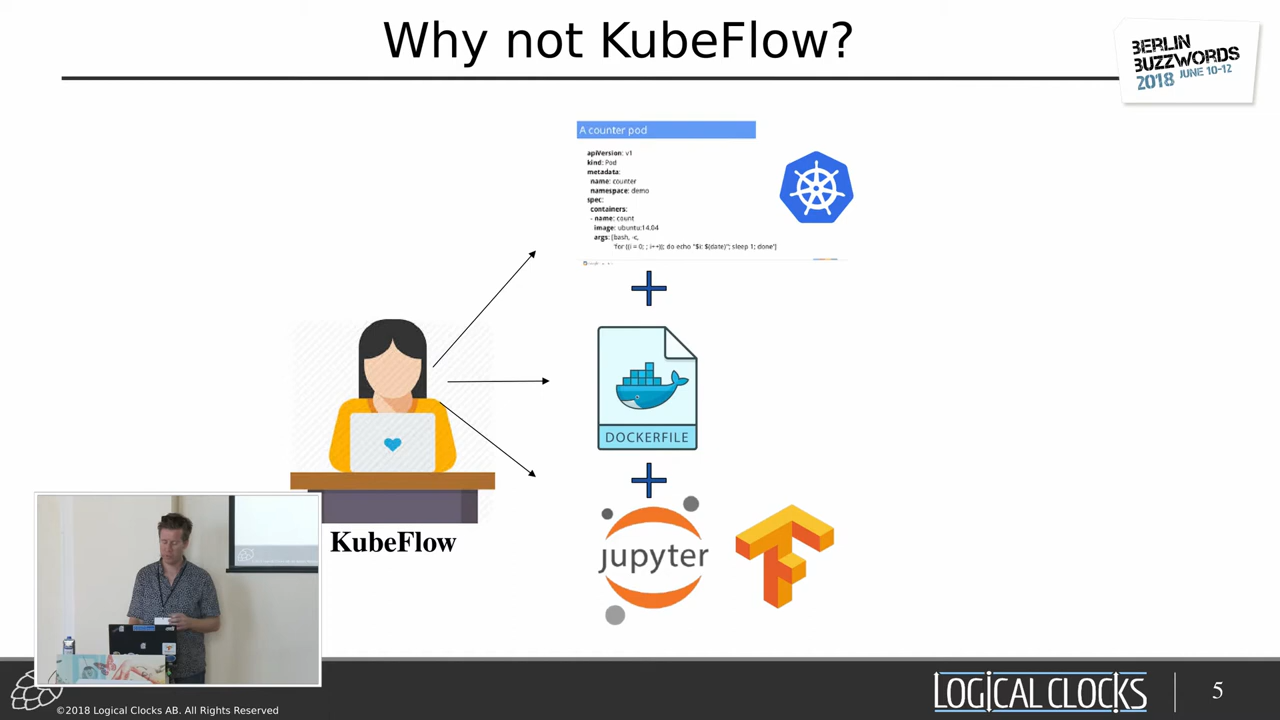 Why not KubeFlow?
BERLIN
BUZZWORDS
2018 JUNE 10-12
A counter pod
apiVersion: v1
kind: Pod
metadata:
name: counter
namespace: demo
spec:
containers:
- name: count
image: ubuntu:14.04
args: [bash, -c,
'for ((i = 0; ; i++)); do echo "$i: $(date)"; sleep 1; done']
DOCKERFILE
KubeFlow
jupyter
©2018 Logical Clocks AB. All Rights Reserved
LOGICAL CLOCKS
5